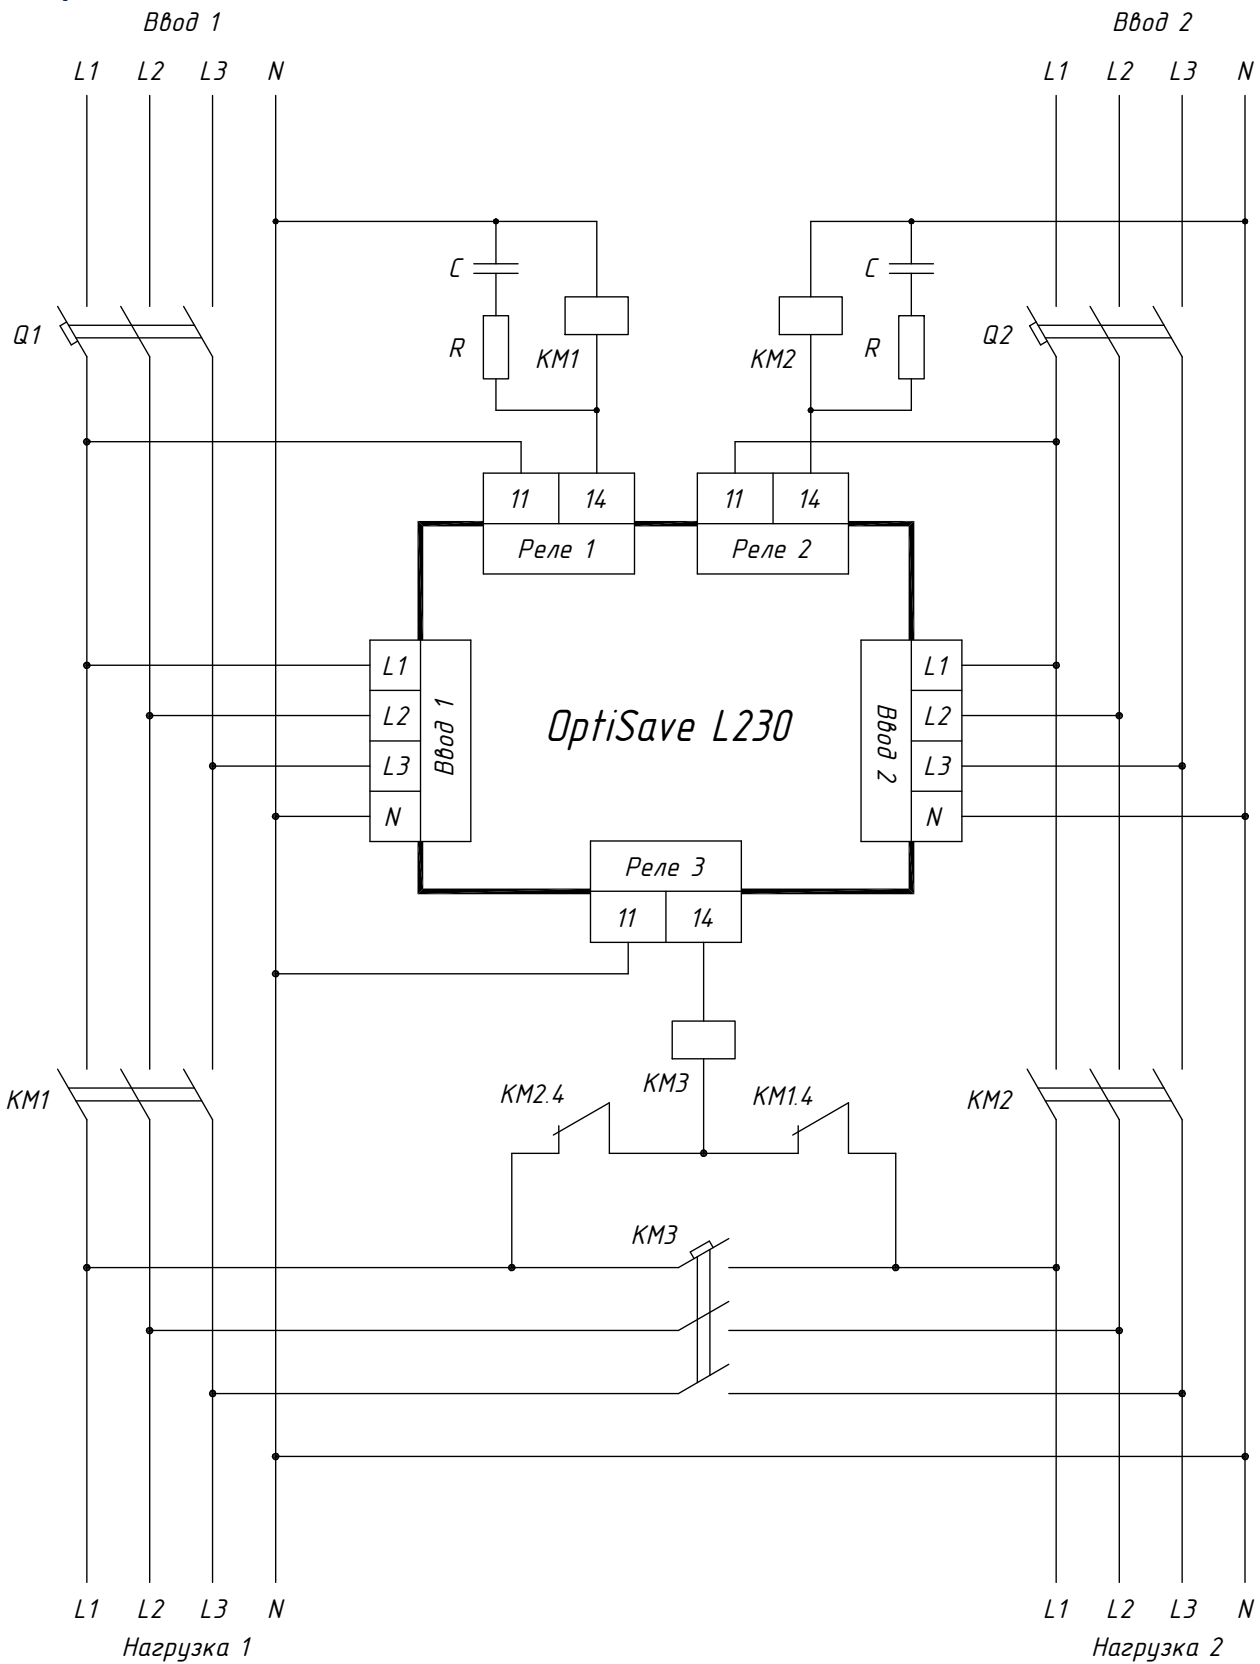 Ввод 1 Ввод 2
L1 L2 L3 N L1 L2 L3 N
C C
Q1 R KM1 KM2 R Q2
11 14 11 14
Реле 1 Реле 2
L1 L1
L2 L2
L3 L3
N N
Ввод 1 OptiSave L230 Ввод 2
Реле 3
11 14
KM3
KM1 KM2.4 KM1.4 KM2
KM3
L1 L2 L3 N L1 L2 L3 N
Нагрузка 1 Нагрузка 2